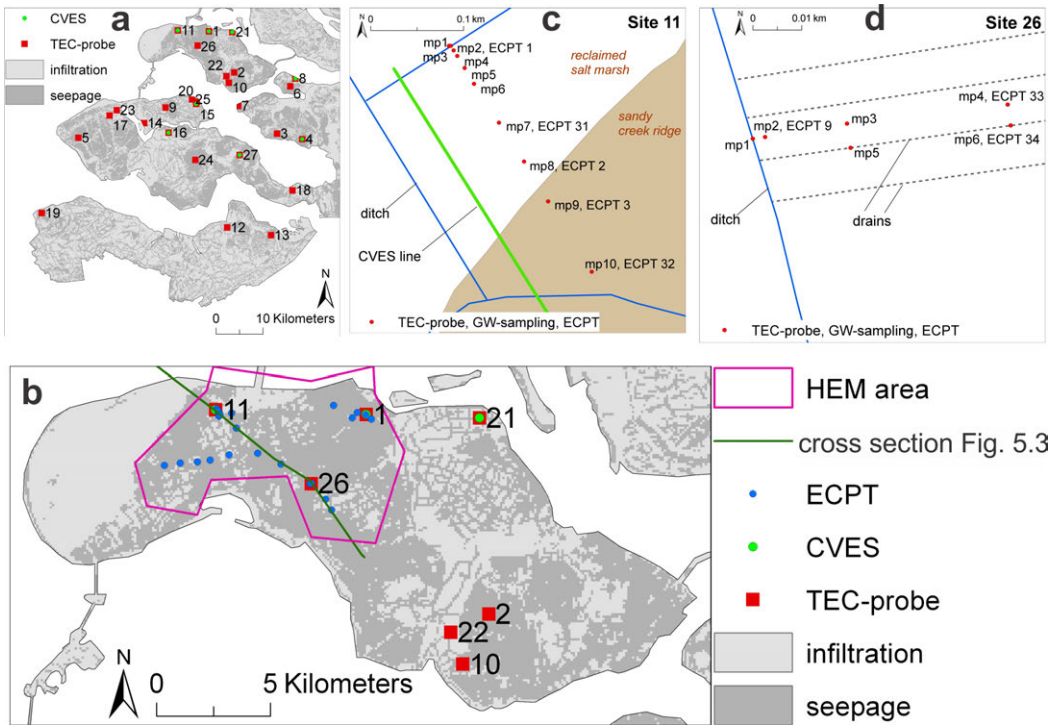 a
CVES
TEC-probe
infiltration
seepage
11
1
21
26
22
2
10
8
6
20
25
9
15
23
17
14
7
5
16
3
4
24
27
18
19
12
13
N
0 10 Kilometers
c
Site 11
N
0 0.1 km
mp1
mp2, ECPT 1
mp3
mp4
mp5
mp6
reclaimed
salt marsh
sandy
creek ridge
mp7, ECPT 31
mp8, ECPT 2
mp9, ECPT 3
mp10, ECPT 32
ditch
CVES line
TEC-probe, GW-sampling, ECPT
d
Site 26
N
0 0.01 km
mp4, ECPT 33
mp2, ECPT 9
mp3
mp1
mp5
mp6, ECPT 34
ditch
drains
TEC-probe, GW-sampling, ECPT
b
11
1
21
26
2
22
10
N
0 5 Kilometers
HEM area
cross section Fig. 5.3
ECPT
CVES
TEC-probe
infiltration
seepage